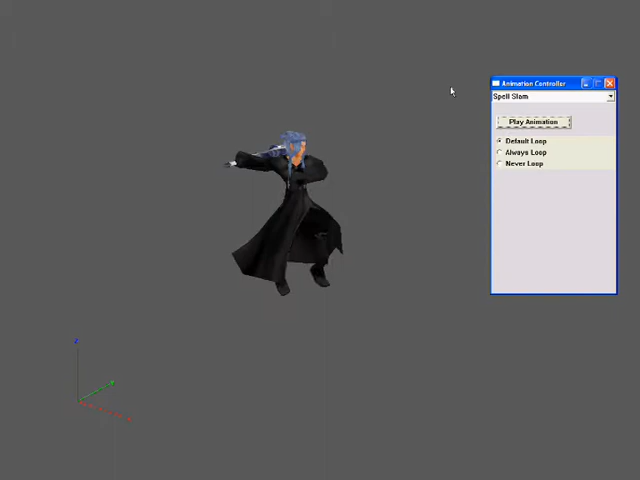 Animation Controller
Spell Slam
Play Animation
Default Loop
Always Loop
Never Loop